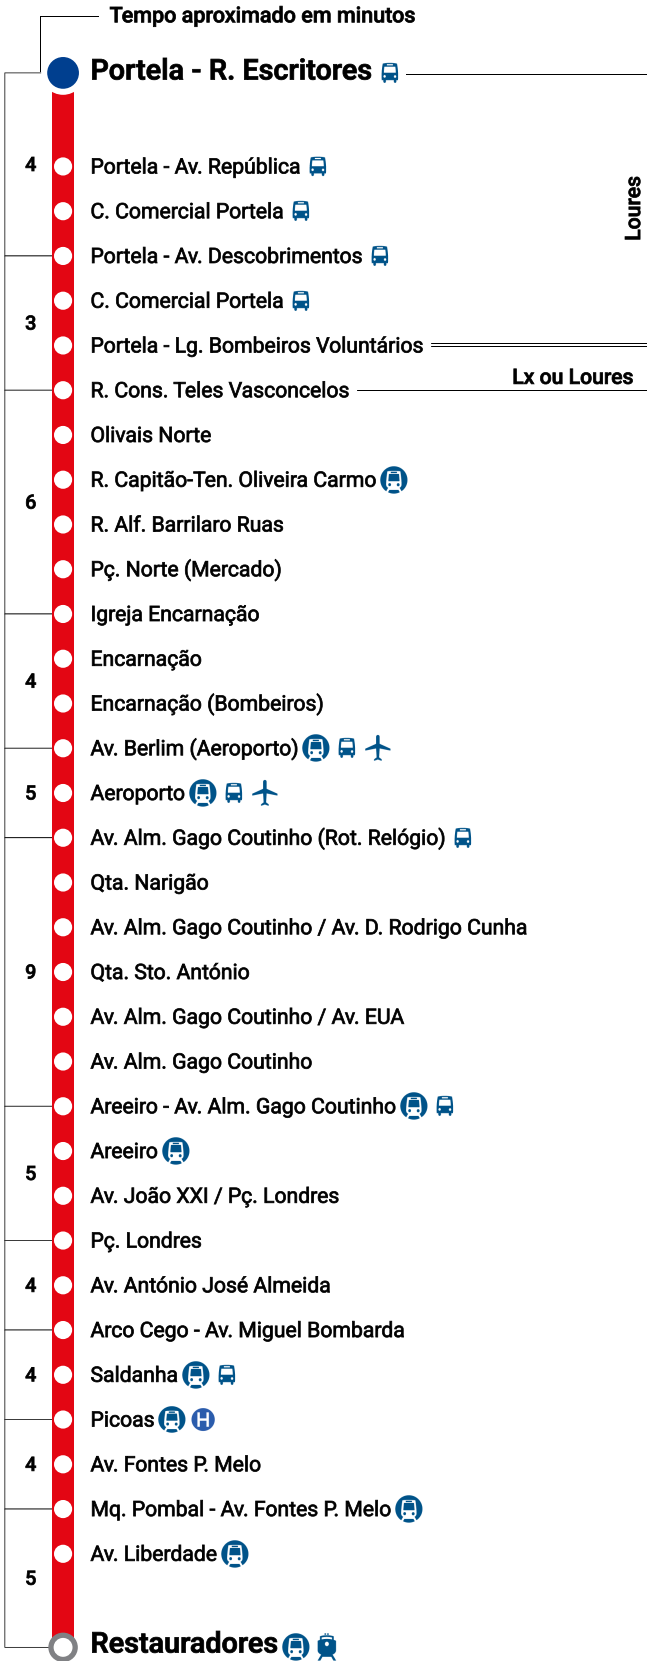 Tempo aproximado em minutos
Portela - R. Escritores
4
Portela - Av. República
C. Comercial Portela
Loures
Portela - Av. Descobrimentos
C. Comercial Portela
3
Portela - Lg. Bombeiros Voluntários
Lx ou Loures
R. Cons. Teles Vasconcelos
Olivais Norte
R. Capitão-Ten. Oliveira Carmo
6
R. Alf. Barrilaro Ruas
Pç. Norte (Mercado)
Igreja Encarnação
Encarnação
4
Encarnação (Bombeiros)
Av. Berlim (Aeroporto)
5
Aeroporto
Av. Alm. Gago Coutinho (Rot. Relógio)
Qta. Narigão
Av. Alm. Gago Coutinho / Av. D. Rodrigo Cunha
9
Qta. Sto. António
Av. Alm. Gago Coutinho / Av. EUA
Av. Alm. Gago Coutinho
Areeiro - Av. Alm. Gago Coutinho
Areeiro
5
Av. João XXI / Pç. Londres
Pç. Londres
4
Av. António José Almeida
Arco Cego - Av. Miguel Bombarda
4
Saldanha
Picoas H
4
Av. Fontes P. Melo
Mq. Pombal - Av. Fontes P. Melo
Av. Liberdade
5
Restauradores